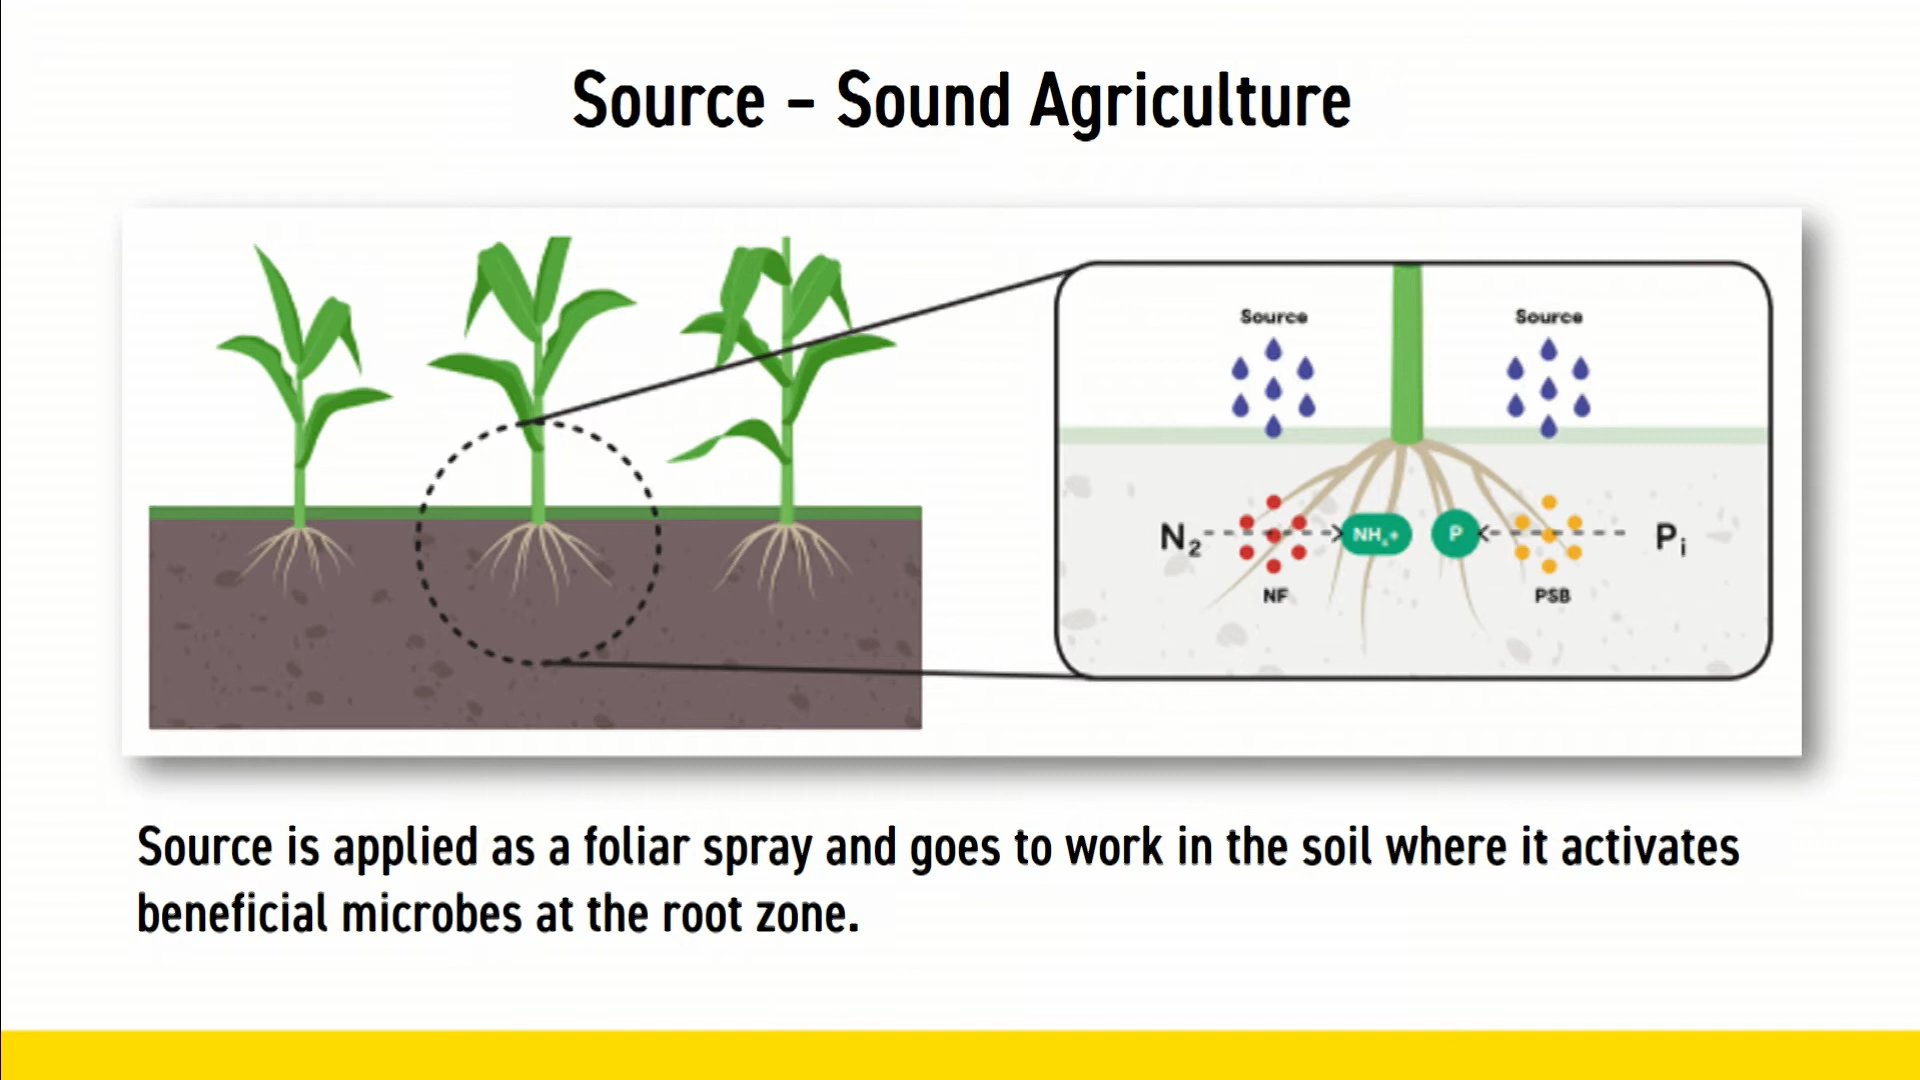 Source – Sound Agriculture
Source Source
N₂ NH₄+ P Pᵢ
NF PSB
Source is applied as a foliar spray and goes to work in the soil where it activates
beneficial microbes at the root zone.